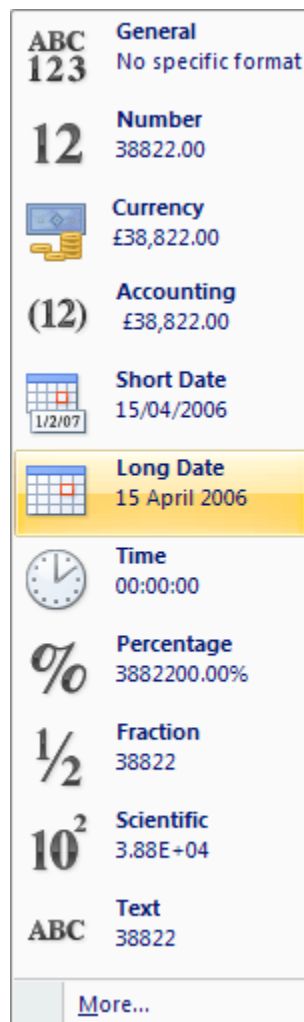 ABC
123
General
No specific format
12
Number
38822.00
Currency
£38,822.00
(12)
Accounting
£38,822.00
1/2/07
Short Date
15/04/2006
Long Date
15 April 2006
Time
00:00:00
%
Percentage
3882200.00%
1/2
Fraction
38822
10²
Scientific
3.88E+04
ABC
Text
38822
More...